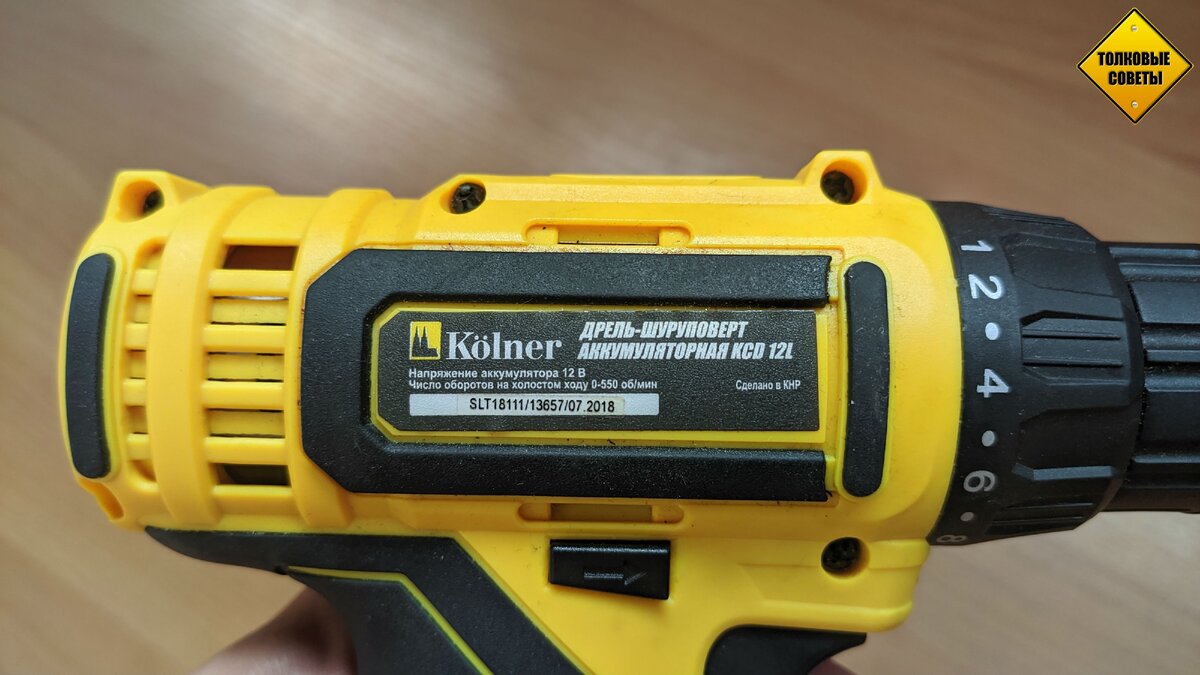 ТОЛКОВЫЕ
СОВЕТЫ
Kölner
ДРЕЛЬ-ШУРУПОВЕРТ
АККУМУЛЯТОРНАЯ KCD 12L
Напряжение аккумулятора 12 В
Число оборотов на холостом ходу 0-550 об/мин
Сделано в КНР
SLT18111/13657/07.2018
1
2
4
6
8